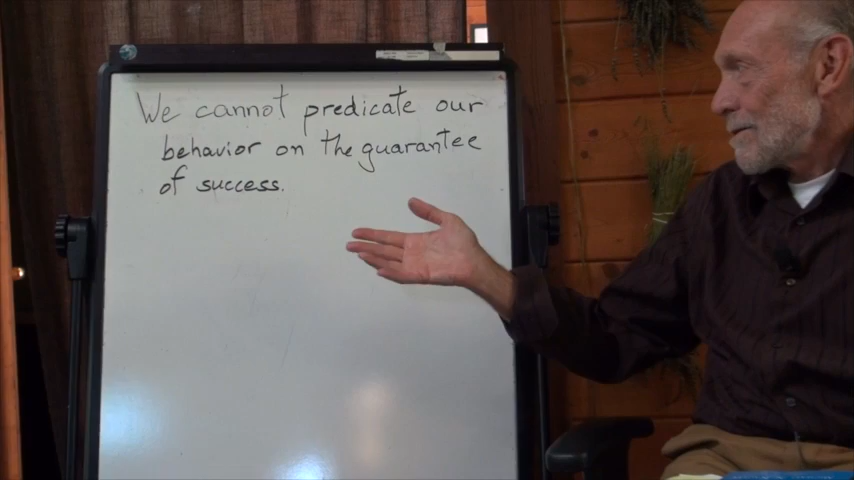 We cannot predicate our
behavior on the guarantee
of success.